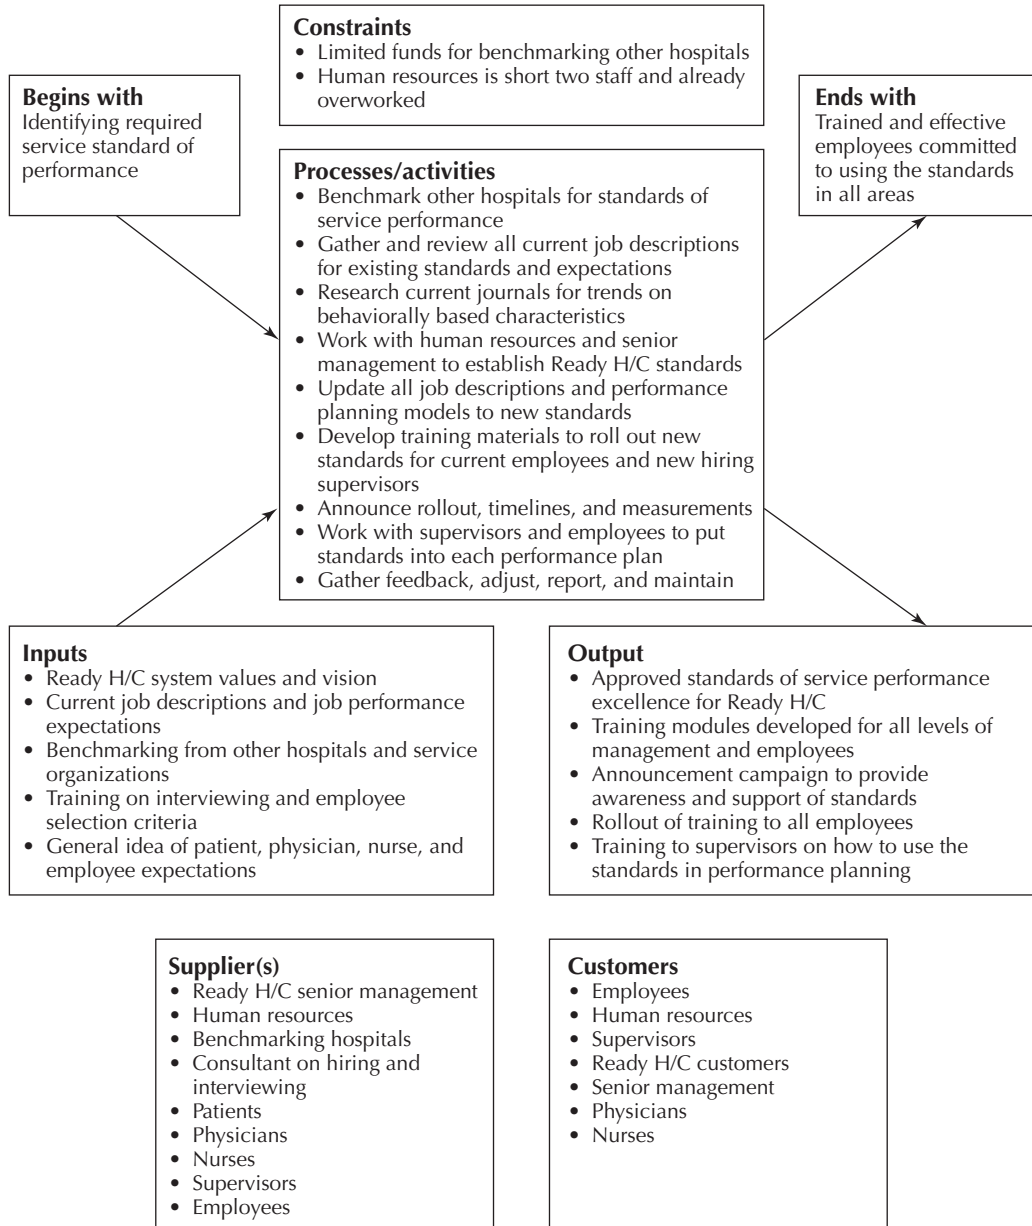 Constraints
• Limited funds for benchmarking other hospitals
• Human resources is short two staff and already
overworked
Begins with
Identifying required
service standard of
performance
Ends with
Trained and effective
employees committed
to using the standards
in all areas
Processes/activities
• Benchmark other hospitals for standards of
service performance
• Gather and review all current job descriptions
for existing standards and expectations
• Research current journals for trends on
behaviorally based characteristics
• Work with human resources and senior
management to establish Ready H/C standards
• Update all job descriptions and performance
planning models to new standards
• Develop training materials to roll out new
standards for current employees and new hiring
supervisors
• Announce rollout, timelines, and measurements
• Work with supervisors and employees to put
standards into each performance plan
• Gather feedback, adjust, report, and maintain
Inputs
• Ready H/C system values and vision
• Current job descriptions and job performance
expectations
• Benchmarking from other hospitals and service
organizations
• Training on interviewing and employee
selection criteria
• General idea of patient, physician, nurse, and
employee expectations
Output
• Approved standards of service performance
excellence for Ready H/C
• Training modules developed for all levels of
management and employees
• Announcement campaign to provide
awareness and support of standards
• Rollout of training to all employees
• Training to supervisors on how to use the
standards in performance planning
Supplier(s)
• Ready H/C senior management
• Human resources
• Benchmarking hospitals
• Consultant on hiring and
interviewing
• Patients
• Physicians
• Nurses
• Supervisors
• Employees
Customers
• Employees
• Human resources
• Supervisors
• Ready H/C customers
• Senior management
• Physicians
• Nurses